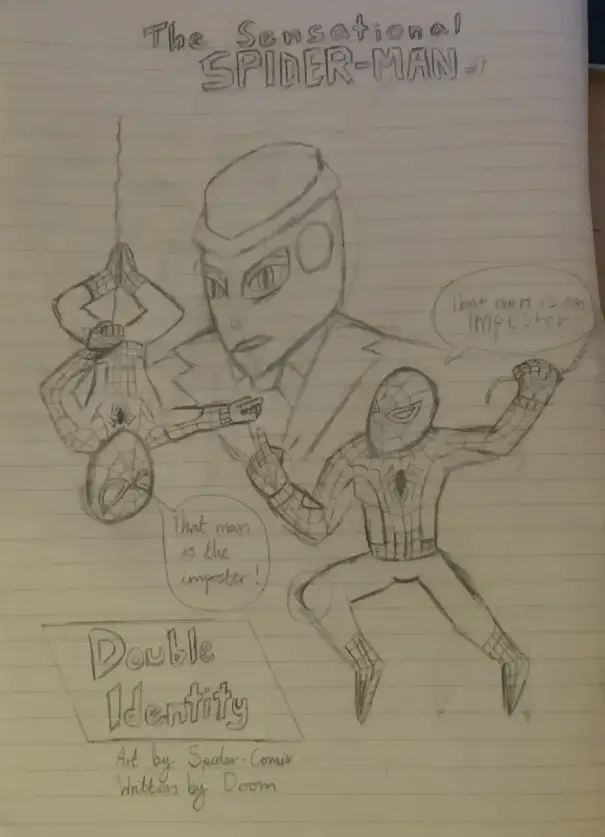 The Sensational
SPIDER-MAN #1
That man is an
imposter!
That man
is the
imposter!
Double
Identity
Art by Spider-Comix
Written by Doom